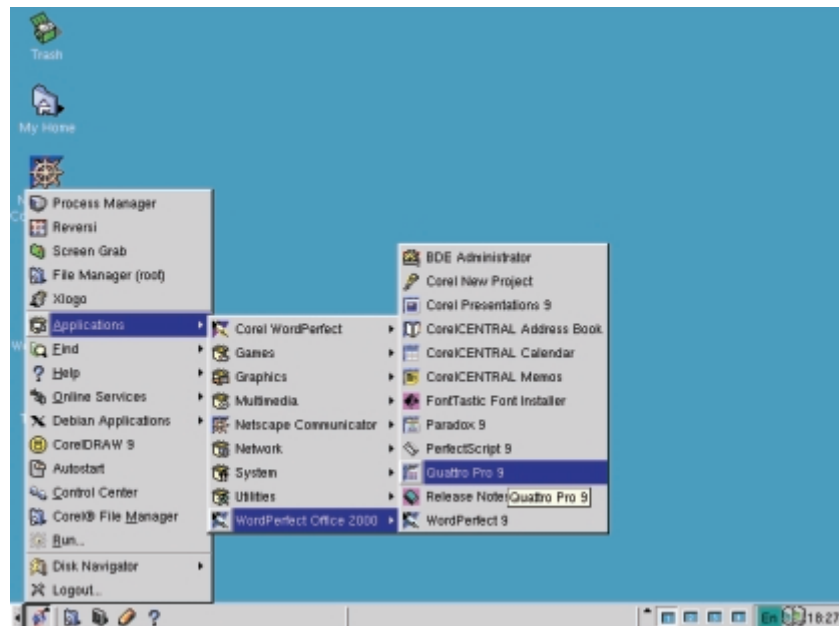 Trash
My Home
Process Manager
Reversi
Screen Grab
File Manager (root)
Xlogo
Applications
Find
Help
Online Services
Debian Applications
CorelDRAW 9
Autostart
Control Center
Corel® File Manager
Run...
Disk Navigator
Logout...
Corel WordPerfect
Games
Graphics
Multimedia
Netscape Communicator
Network
System
Utilities
WordPerfect Office 2000
BDE Administrator
Corel New Project
Corel Presentations 9
CorelCENTRAL Address Book
CorelCENTRAL Calendar
CorelCENTRAL Memos
FontTastic Font Installer
Paradox 9
PerfectScript 9
Quattro Pro 9
Release Note
Quattro Pro 9
WordPerfect 9
En
18:27